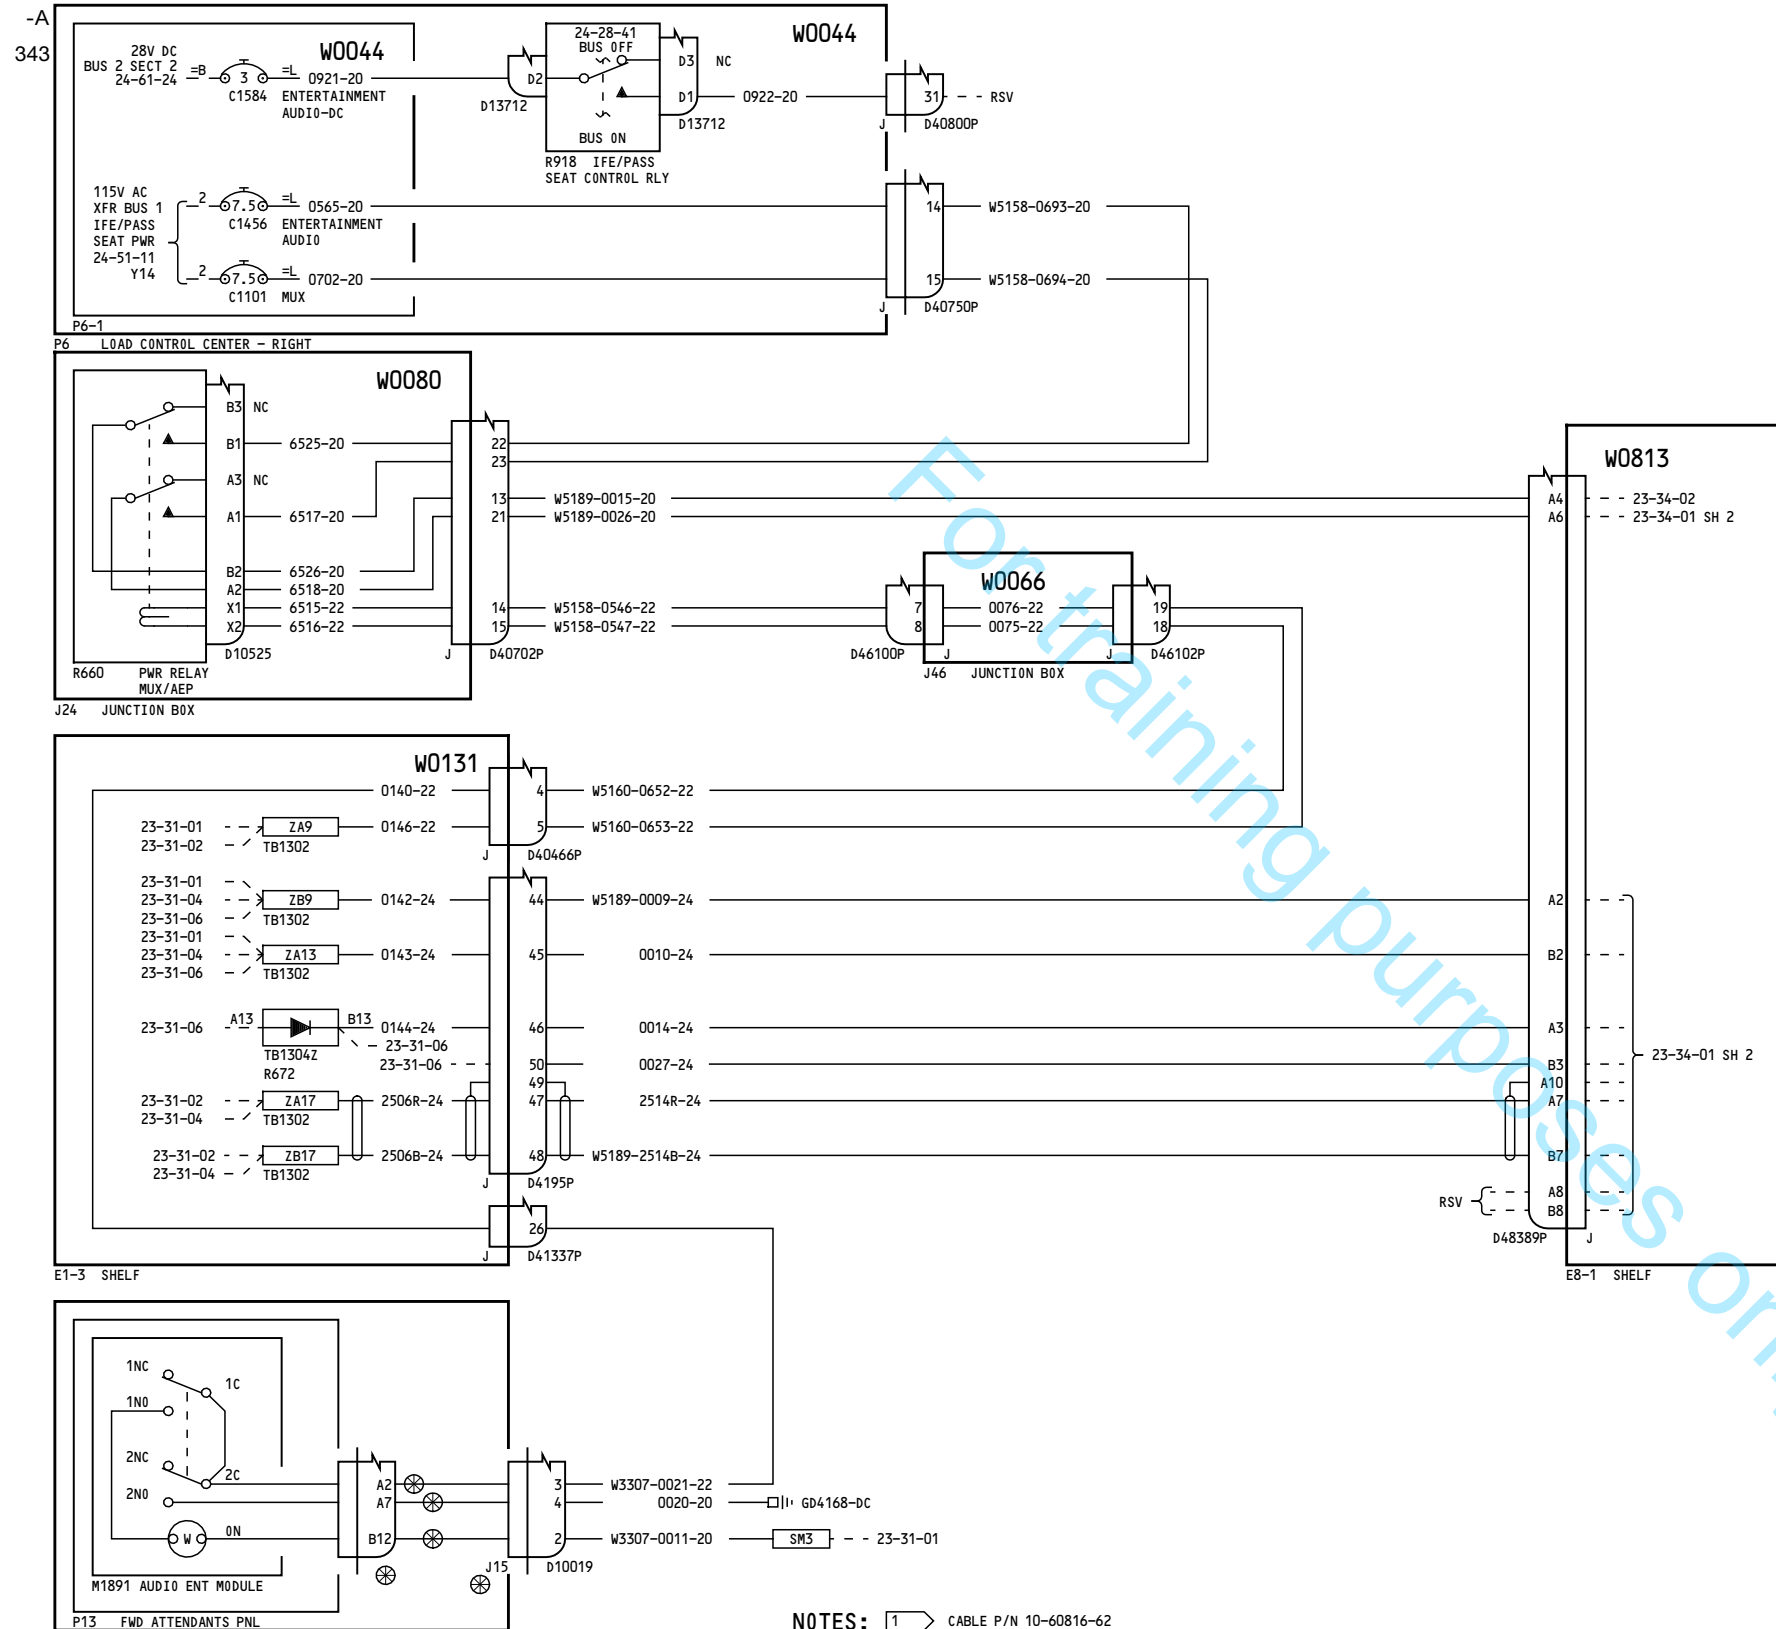 -A
343
W0044
W0044
28V DC
BUS 2 SECT 2
24-61-24
=B
3
=L
0921-20
C1584
ENTERTAINMENT
AUDIO-DC
D2
D13712
24-28-41
BUS OFF
BUS ON
D3
NC
D1
0922-20
D13712
R918 IFE/PASS
SEAT CONTROL RLY
31
RSV
J
D40800P
115V AC
XFR BUS 1
IFE/PASS
SEAT PWR
24-51-11
Y14
2
7.5
=L
0565-20
C1456
ENTERTAINMENT
AUDIO
2
7.5
=L
0702-20
C1101
MUX
14
W5158-0693-20
15
W5158-0694-20
J
D40750P
P6-1
P6 LOAD CONTROL CENTER - RIGHT
W0080
B3
NC
B1
6525-20
A3
NC
A1
6517-20
B2
6526-20
A2
6518-20
X1
6515-22
X2
6516-22
D10525
R660
PWR RELAY
MUX/AEP
J24 JUNCTION BOX
22
23
13
W5189-0015-20
21
W5189-0026-20
14
W5158-0546-22
15
W5158-0547-22
J
D40702P
W0066
7
0076-22
19
8
0075-22
18
D46100P
J
J
D46102P
J46 JUNCTION BOX
W0813
A4
23-34-02
A6
23-34-01 SH 2
W0131
0140-22
4
W5160-0652-22
23-31-01
23-31-02
ZA9
TB1302
0146-22
5
W5160-0653-22
J
D40466P
23-31-01
23-31-04
23-31-06
ZB9
TB1302
0142-24
44
W5189-0009-24
A2
23-31-01
23-31-04
23-31-06
ZA13
TB1302
0143-24
45
0010-24
B2
23-31-06
A13
B13
0144-24
46
0014-24
A3
23-31-06
TB1304Z
R672
23-31-06
50
0027-24
B3
23-34-01 SH 2
49
A10
23-31-02
23-31-04
ZA17
TB1302
2506R-24
47
2514R-24
A7
23-31-02
23-31-04
ZB17
TB1302
2506B-24
48
W5189-2514B-24
B7
J
D4195P
RSV
A8
B8
26
J
D41337P
D48389P
J
E1-3 SHELF
E8-1 SHELF
1NC
1C
1NO
2NC
2C
2NO
W
ON
A2
A7
B12
3
W3307-0021-22
4
0020-20
GD4168-DC
2
W3307-0011-20
SM3
23-31-01
J15
D10019
M1891 AUDIO ENT MODULE
P13 FWD ATTENDANTS PNL
NOTES: 1 CABLE P/N 10-60816-62
For training purposes on